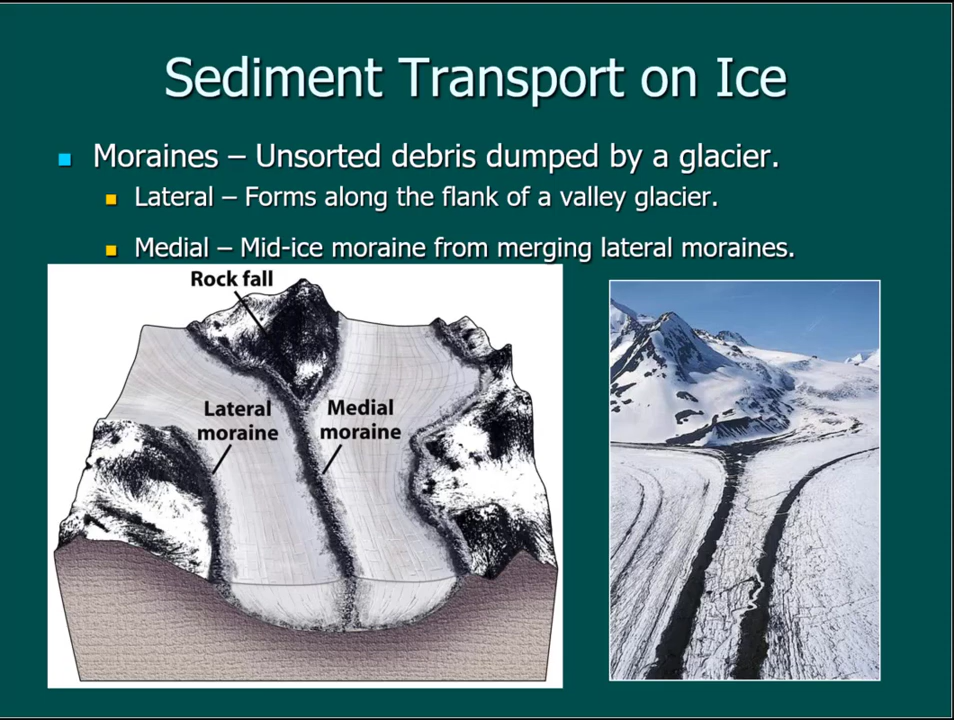 Sediment Transport on Ice
Moraines – Unsorted debris dumped by a glacier.
Lateral – Forms along the flank of a valley glacier.
Medial – Mid-ice moraine from merging lateral moraines.
Rock fall
Lateral
moraine
Medial
moraine